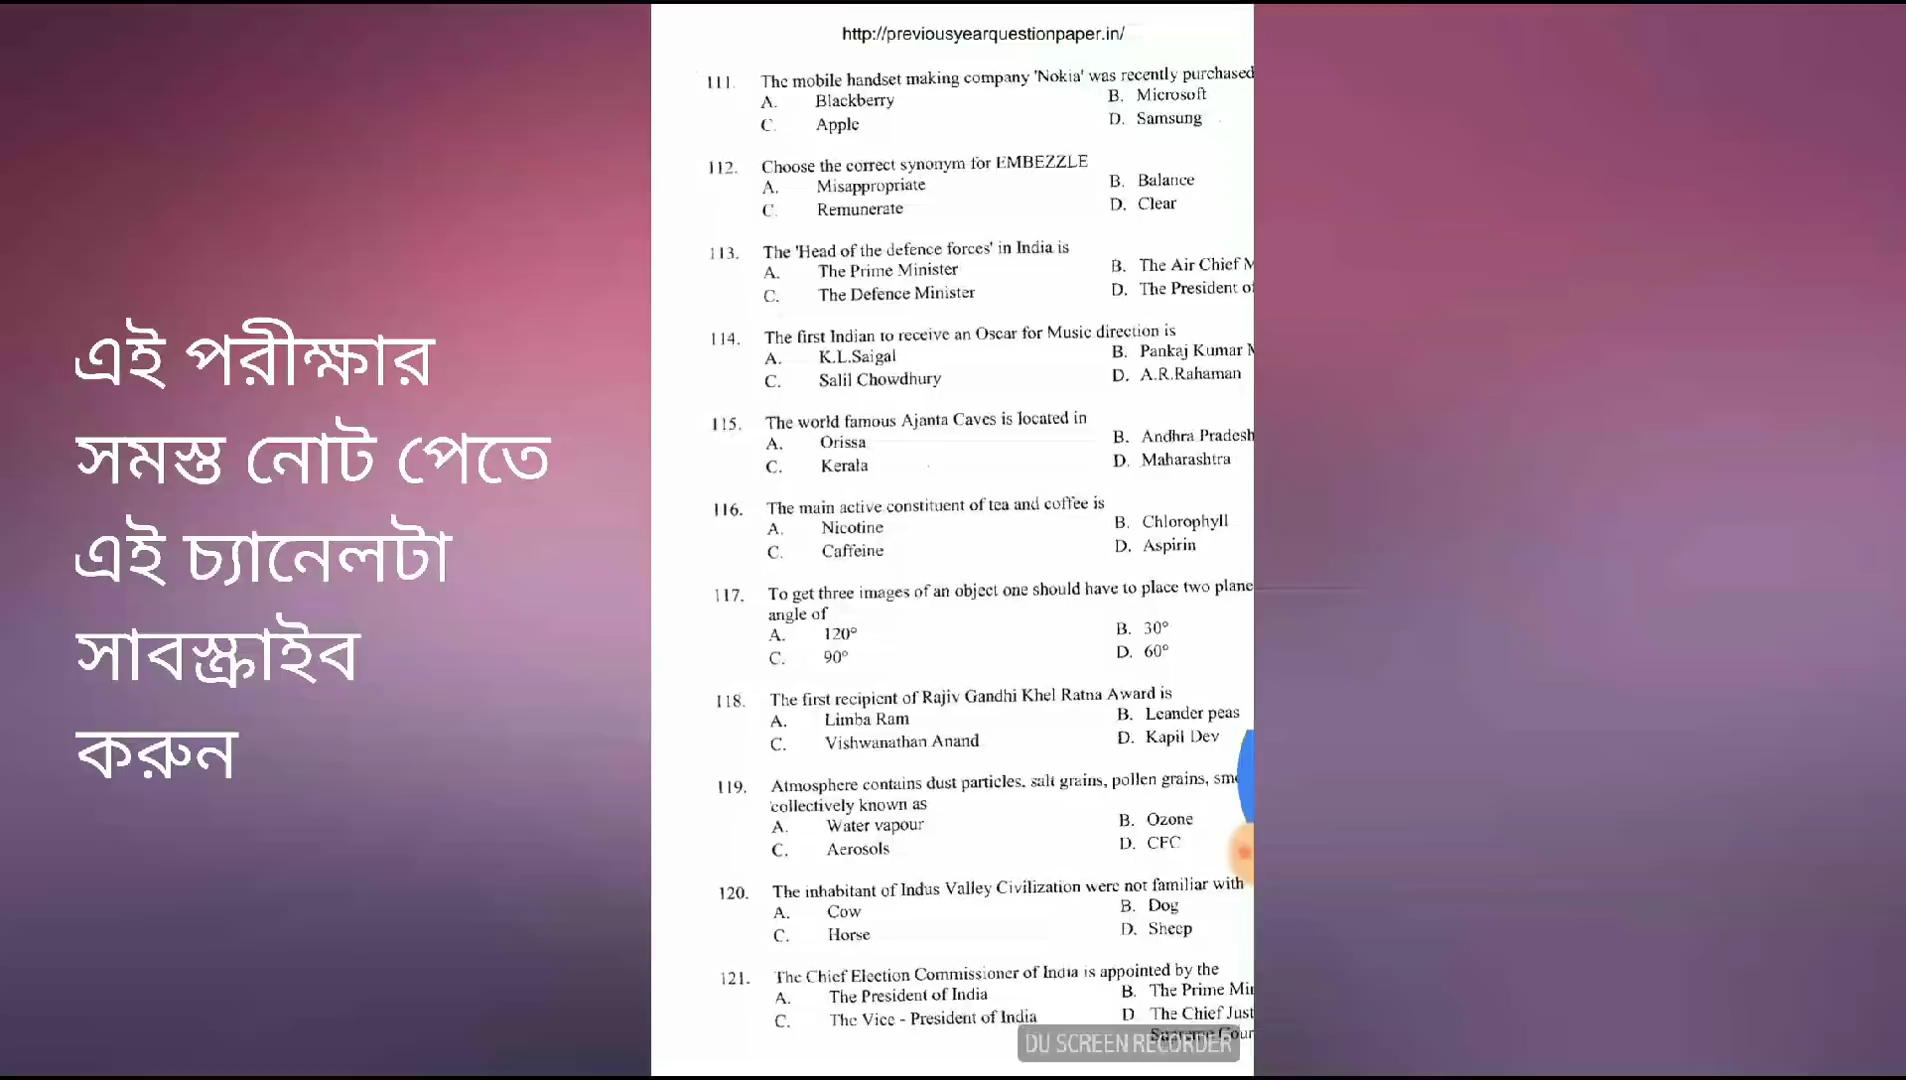 এই পরীক্ষার
সমস্ত নোট পেতে
এই চ্যানেলটা
সাবস্ক্রাইব
করুন
http://previousyearquestionpaper.in/
111. The mobile handset making company 'Nokia' was recently purchased
A. Blackberry B. Microsoft
C. Apple D. Samsung
112. Choose the correct synonym for EMBEZZLE
A. Misappropriate B. Balance
C. Remunerate D. Clear
113. The 'Head of the defence forces' in India is
A. The Prime Minister B. The Air Chief
C. The Defence Minister D. The President
114. The first Indian to receive an Oscar for Music direction is
A. K.L.Saigal B. Pankaj Kumar
C. Salil Chowdhury D. A.R.Rahaman
115. The world famous Ajanta Caves is located in
A. Orissa B. Andhra Pradesh
C. Kerala D. Maharashtra
116. The main active constituent of tea and coffee is
A. Nicotine B. Chlorophyll
C. Caffeine D. Aspirin
117. To get three images of an object one should have to place two plane
angle of
A. 120° B. 30°
C. 90° D. 60°
118. The first recipient of Rajiv Gandhi Khel Ratna Award is
A. Limba Ram B. Leander peas
C. Vishwanathan Anand D. Kapil Dev
119. Atmosphere contains dust particles, salt grains, pollen grains,
collectively known as
A. Water vapour B. Ozone
C. Aerosols D. CFC
120. The inhabitant of Indus Valley Civilization were not familiar with
A. Cow B. Dog
C. Horse D. Sheep
121. The Chief Election Commissioner of India is appointed by the
A. The President of India B. The Prime
C. The Vice - President of India D The Chief
DU SCREEN RECORDER